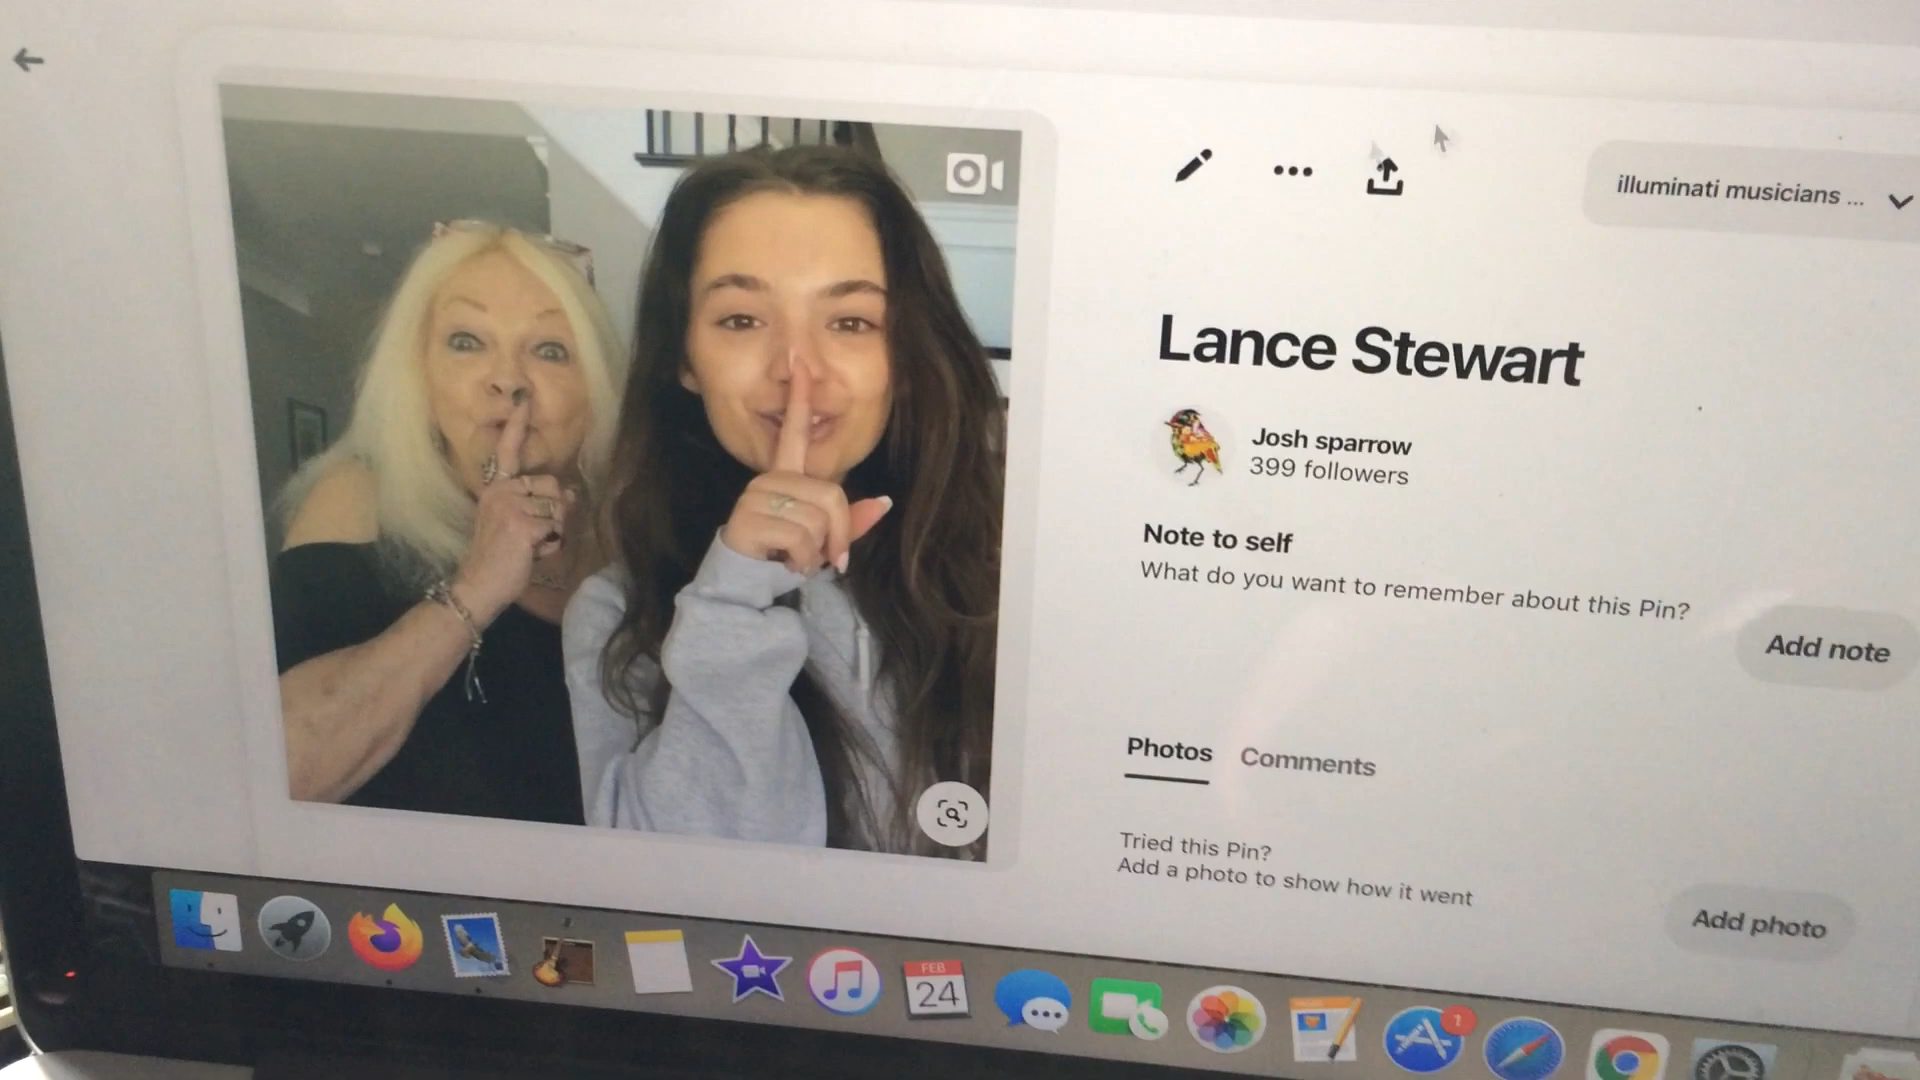 illuminati musicians ...
Lance Stewart
Josh sparrow
399 followers
Note to self
What do you want to remember about this Pin?
Add note
Photos Comments
Tried this Pin?
Add a photo to show how it went
Add photo
FEB
24
1